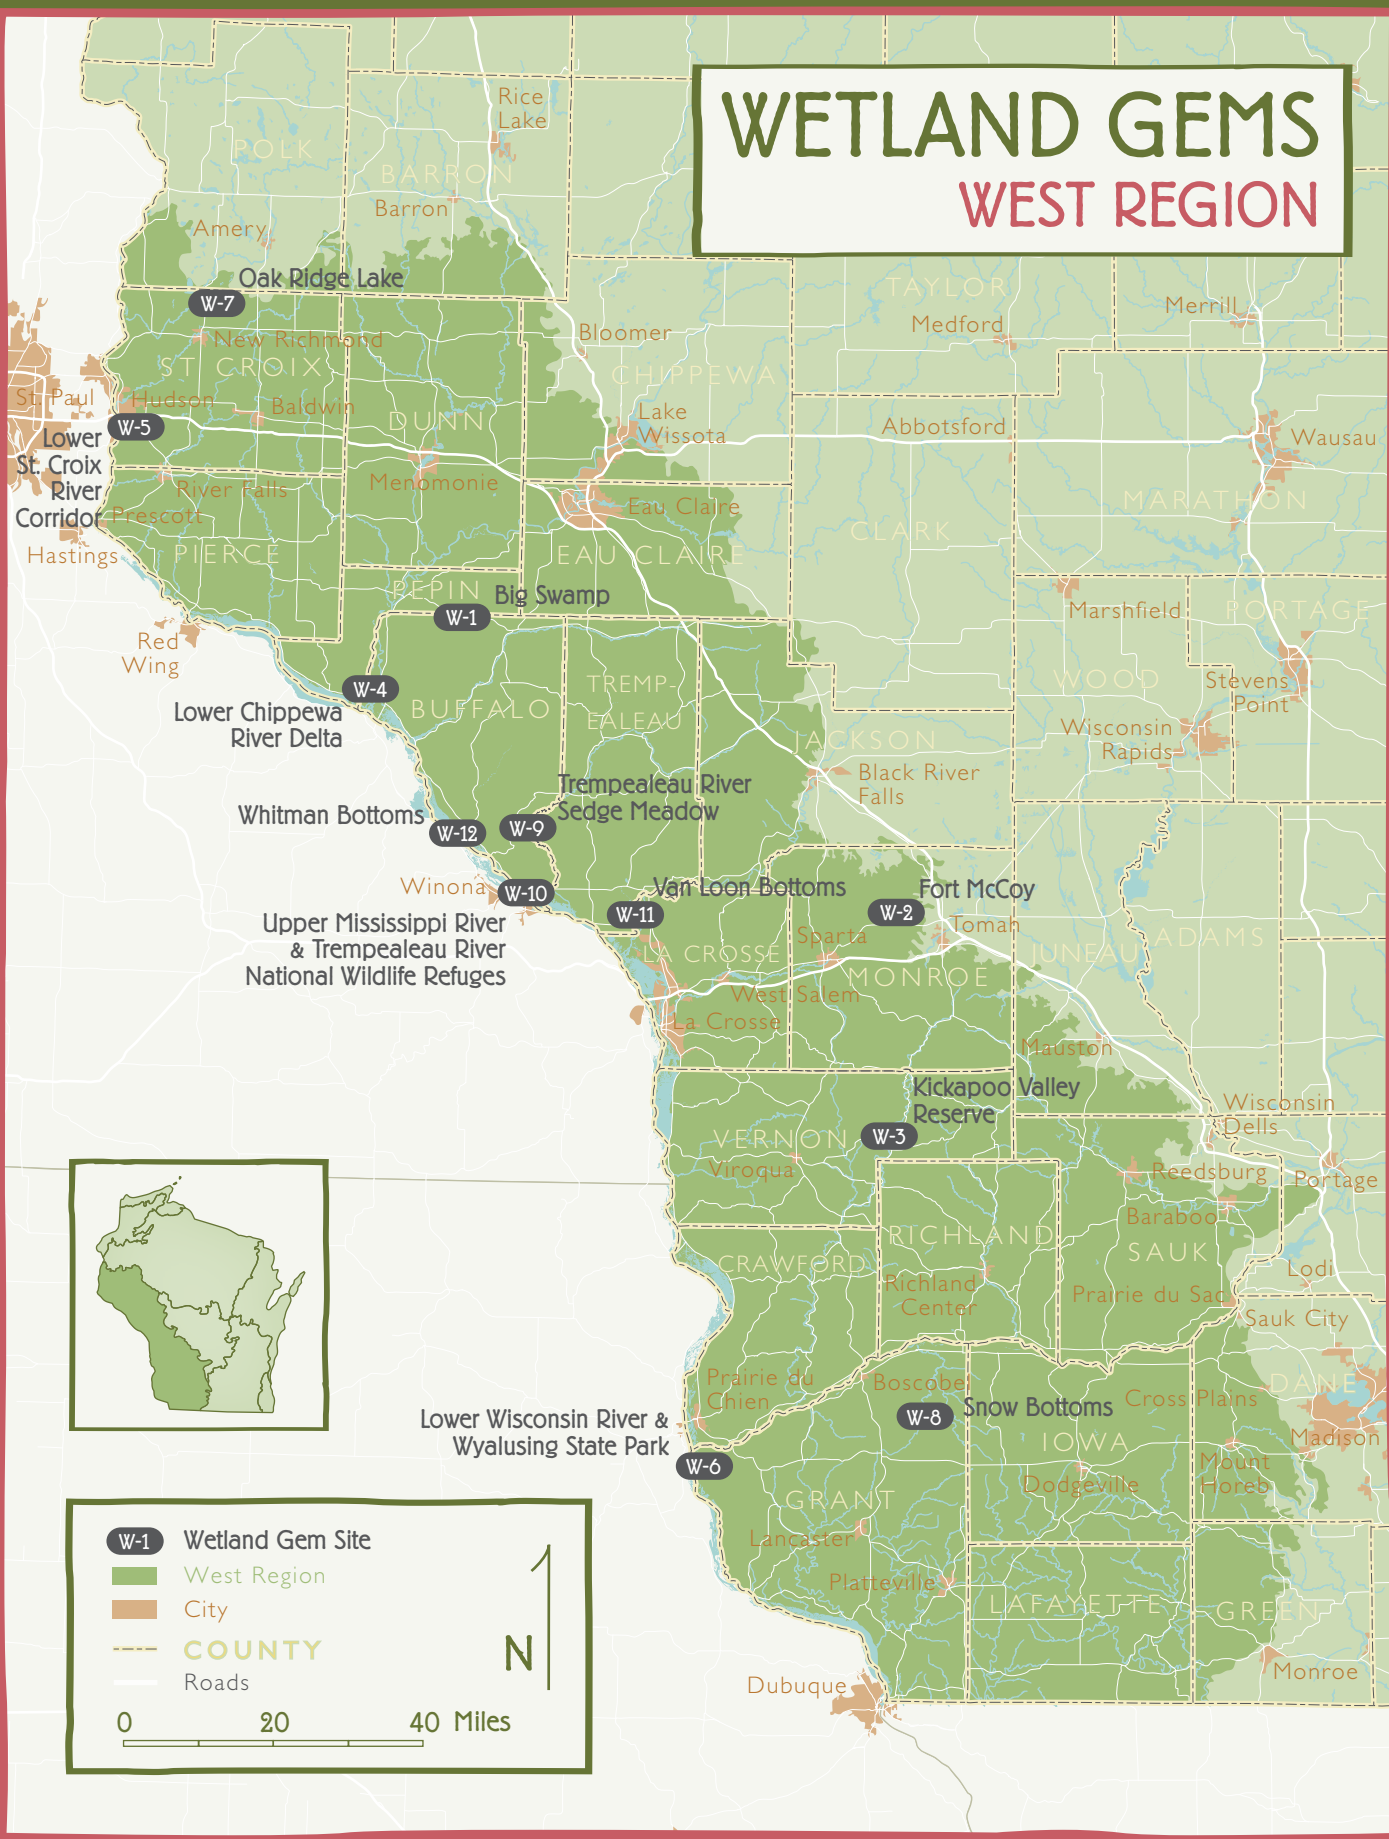 WETLAND GEMS
WEST REGION
Rice
Lake
POLK
BARRON
Barron
Amery
Oak Ridge Lake
W-7
New Richmond
ST CROIX
TAYLOR
Medford
Merrill
Bloomer
CHIPPEWA
St. Paul
Hudson
Baldwin
DUNN
Lake
Wissota
Abbotsford
Wausau
W-5
Lower
St. Croix
River
Corridor
River Falls
Menomonie
Prescott
Eau Claire
MARATHON
CLARK
Hastings
PIERCE
EAU CLAIRE
PEPIN
Big Swamp
W-1
Marshfield
PORTAGE
Red
Wing
W-4
Lower Chippewa
River Delta
BUFFALO
TREMP-
EALEAU
WOOD
Stevens
Point
Wisconsin
Rapids
JACKSON
Black River
Falls
Trempealeau River
Sedge Meadow
W-9
Whitman Bottoms
W-12
Winona
W-10
Upper Mississippi River
& Trempealeau River
National Wildlife Refuges
Van Loon Bottoms
W-11
Fort McCoy
W-2
Tomah
Sparta
LA CROSSE
MONROE
JUNEAU
ADAMS
West Salem
La Crosse
Mauston
Kickapoo Valley
Reserve
W-3
Wisconsin
Dells
VERNON
Viroqua
Reedsburg
Portage
Baraboo
RICHLAND
SAUK
CRAWFORD
Richland
Center
Lodi
Prairie du Sac
Sauk City
Prairie du
Chien
Boscobel
DANE
Cross Plains
Snow Bottoms
W-8
Lower Wisconsin River &
Wyalusing State Park
W-6
IOWA
Madison
Mount
Horeb
Dodgeville
GRANT
Lancaster
Platteville
LAFAYETTE
GREEN
Monroe
Dubuque
W-1 Wetland Gem Site
West Region
City
COUNTY
Roads
N
0 20 40 Miles